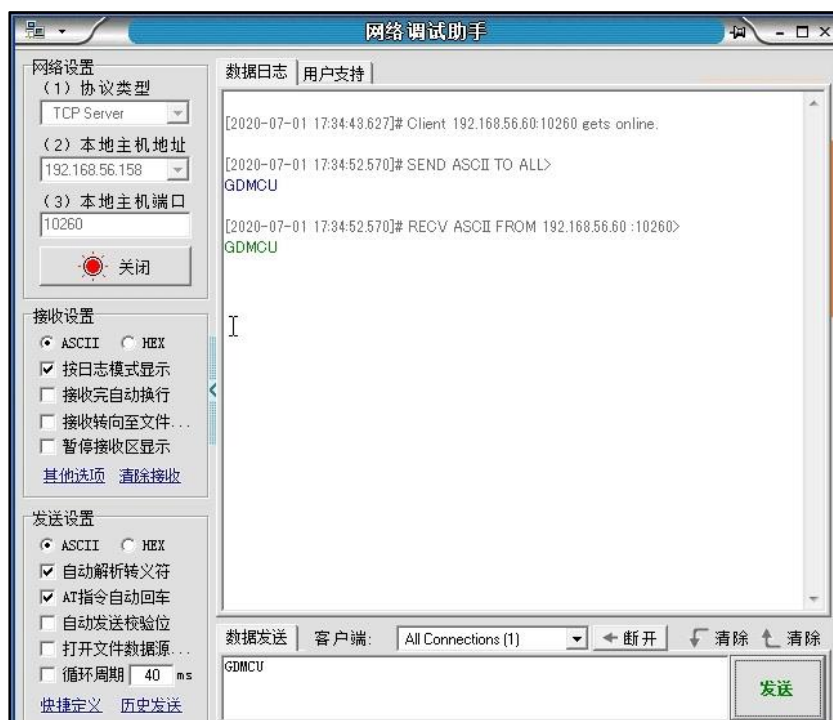 网络调试助手
网络设置
(1) 协议类型
TCP Server
(2) 本地主机地址
192.168.56.158
(3) 本地主机端口
10260
关闭
接收设置
ASCII HEX
按日志模式显示
接收完自动换行
接收转向至文件...
暂停接收区显示
其他选项 清除接收
发送设置
ASCII HEX
自动解析转义符
AT指令自动回车
自动发送校验位
打开文件数据源...
循环周期 40 ms
快捷定义 历史发送
数据日志 用户支持
[2020-07-01 17:34:43.627]# Client 192.168.56.60:10260 gets online.
[2020-07-01 17:34:52.570]# SEND ASCII TO ALL>
GDMCU
[2020-07-01 17:34:52.570]# RECV ASCII FROM 192.168.56.60 :10260>
GDMCU
数据发送 客户端: All Connections (1) 断开 清除 清除
GDMCU
发送